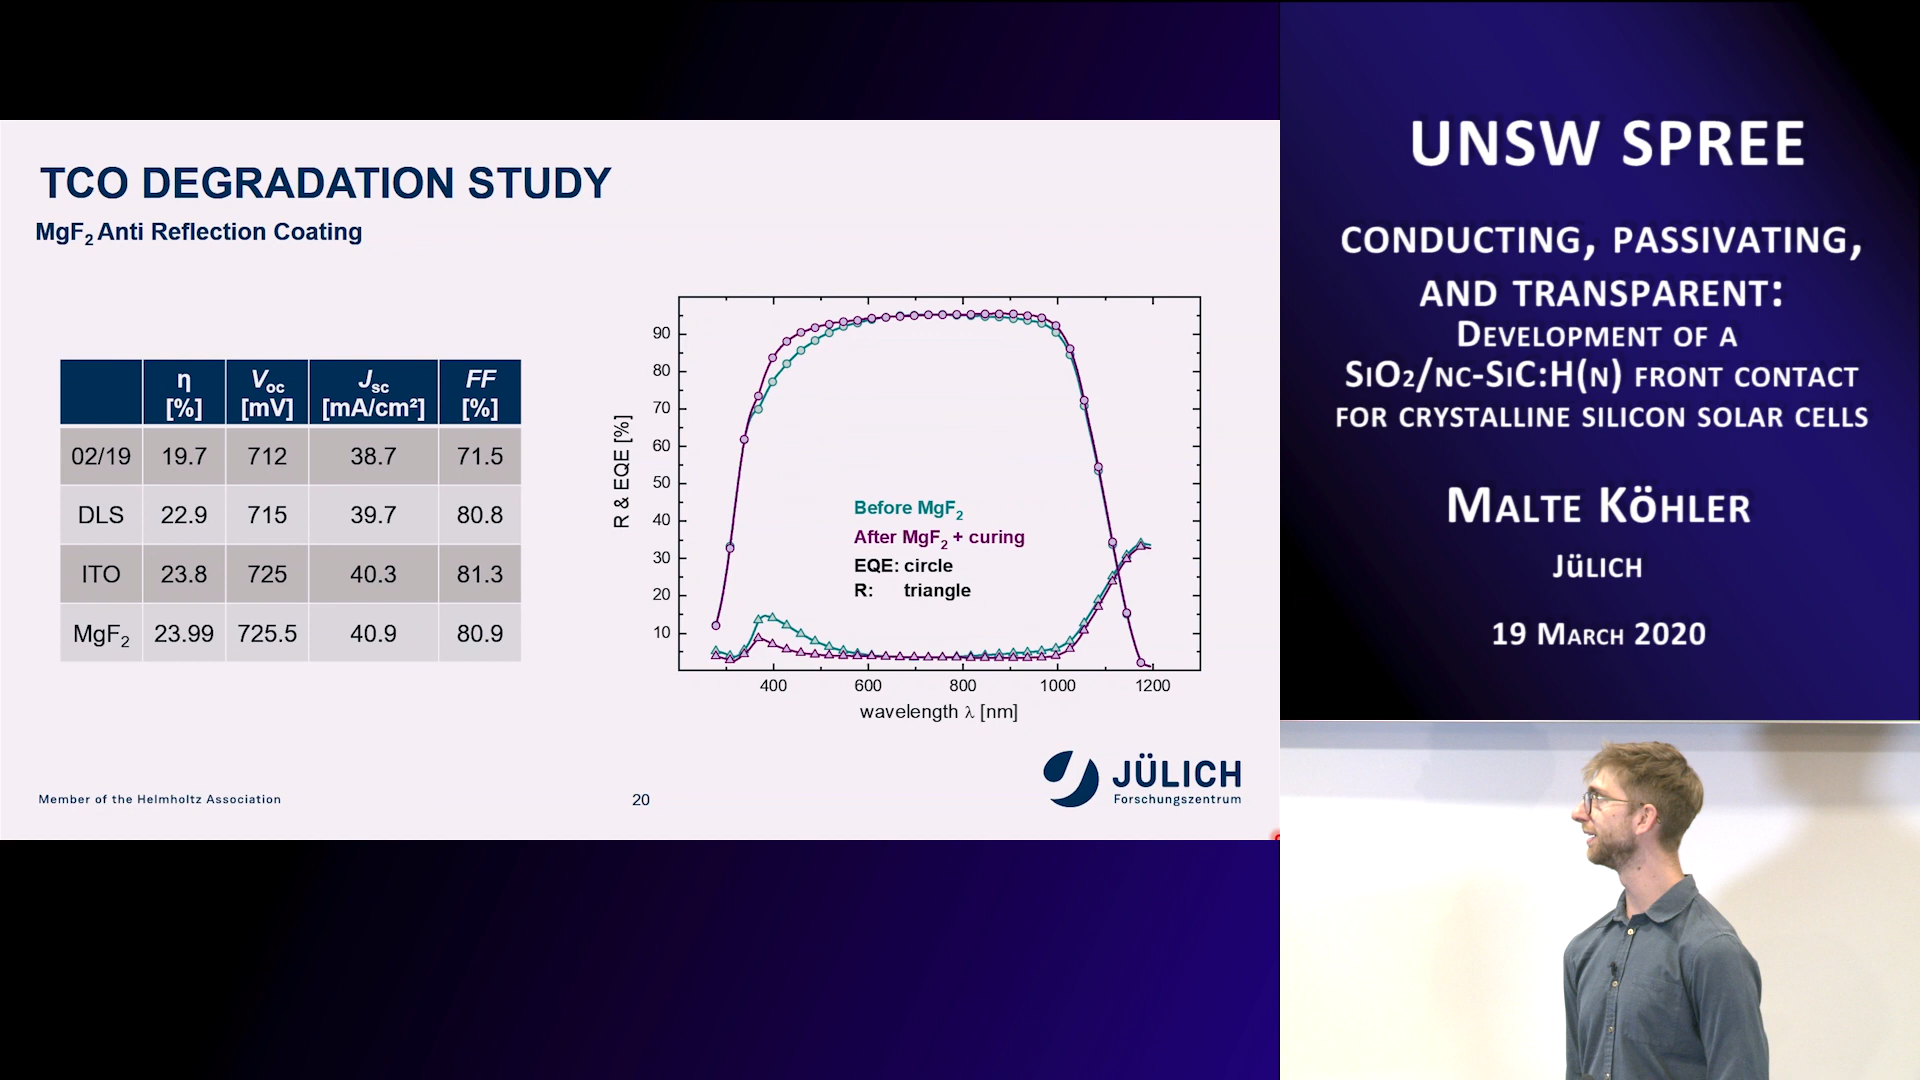 TCO DEGRADATION STUDY
MgF₂ Anti Reflection Coating
η [%] Voc [mV] Jsc [mA/cm²] FF [%]
02/19 19.7 712 38.7 71.5
DLS 22.9 715 39.7 80.8
ITO 23.8 725 40.3 81.3
MgF₂ 23.99 725.5 40.9 80.9
R & EQE [%]
90
80
70
60
50
40
30
20
10
Before MgF₂
After MgF₂ + curing
EQE: circle
R: triangle
400 600 800 1000 1200
wavelength λ [nm]
JÜLICH
Forschungszentrum
Member of the Helmholtz Association
20
UNSW SPREE
CONDUCTING, PASSIVATING,
AND TRANSPARENT:
DEVELOPMENT OF A
SiO₂/NC-SiC:H(N) FRONT CONTACT
FOR CRYSTALLINE SILICON SOLAR CELLS
MALTE KÖHLER
JÜLICH
19 MARCH 2020